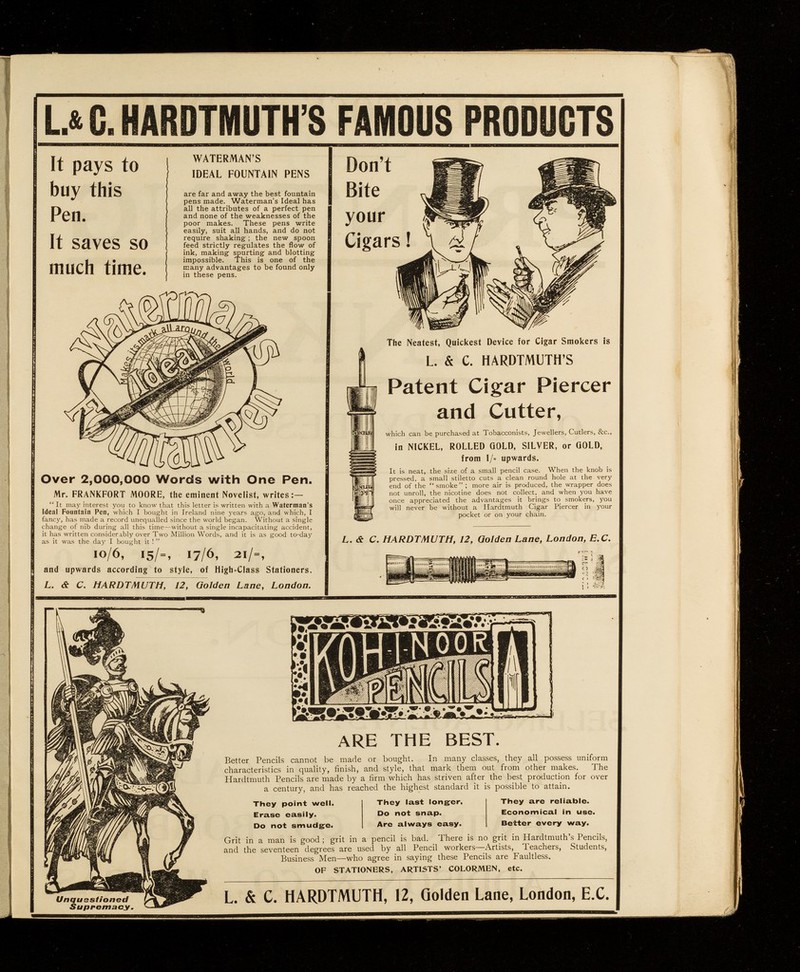 L. & C. HARDTMUTH'S FAMOUS PRODUCTS
It pays to
buy this
Pen.
It saves so
much time.
WATERMAN'S
IDEAL FOUNTAIN PENS
are far and away the best fountain
pens made. Waterman's Ideal has
all the attributes of a perfect pen
and none of the weaknesses of the
poor makes. These pens write
easily, suit all hands, and do not
require shaking; the new spoon
feed strictly regulates the flow of
ink, making spurting and blotting
impossible. This is one of the
many advantages to be found only
in these pens.
Waterman's
Makes its mark all around the World
Ideal
Fountain Pen
Over 2,000,000 Words with One Pen.
Mr. FRANKFORT MOORE, the eminent Novelist, writes:—
"It may interest you to know that this letter is written with a Waterman's
Ideal Fountain Pen, which I bought in Ireland nine years ago, and which, I
fancy, has made a record unequalled since the world began. Without a single
change of nib during all this time—without a single incapacitating accident,
it has written considerably over Two Million Words, and it is as good to-day
as it was the day I bought it!"
10/6, 15/-, 17/6, 21/-,
and upwards according to style, of High-Class Stationers.
L. & C. HARDTMUTH, 12, Golden Lane, London.
Don't
Bite
your
Cigars!
The Neatest, Quickest Device for Cigar Smokers is
L. & C. HARDTMUTH'S
Patent Cigar Piercer
and Cutter,
which can be purchased at Tobacconists, Jewellers, Cutlers, &c.,
in NICKEL, ROLLED GOLD, SILVER, or GOLD,
from 1/- upwards.
It is neat, the size of a small pencil case. When the knob is
pressed, a small stiletto cuts a clean round hole at the very
end of the "smoke"; more air is produced, the wrapper does
not unroll, the nicotine does not collect, and when you have
once appreciated the advantages it brings to smokers, you
will never be without a Hardtmuth Cigar Piercer in your
pocket or on your chain.
L. & C. HARDTMUTH, 12, Golden Lane, London, E.C.
KOH-I-NOOR
PENCILS
ARE THE BEST.
Better Pencils cannot be made or bought. In many classes, they all possess uniform
characteristics in quality, finish, and style, that mark them out from other makes. The
Hardtmuth Pencils are made by a firm which has striven after the best production for over
a century, and has reached the highest standard it is possible to attain.
They point well.
Erase easily.
Do not smudge.
They last longer.
Do not snap.
Are always easy.
They are reliable.
Economical in use.
Better every way.
Grit in a man is good; grit in a pencil is bad. There is no grit in Hardtmuth's Pencils,
and the seventeen degrees are used by all Pencil workers—Artists, Teachers, Students,
Business Men—who agree in saying these Pencils are Faultless.
OF STATIONERS, ARTISTS' COLORMEN, etc.
Unquestioned
Supremacy.
L. & C. HARDTMUTH, 12, Golden Lane, London, E.C.